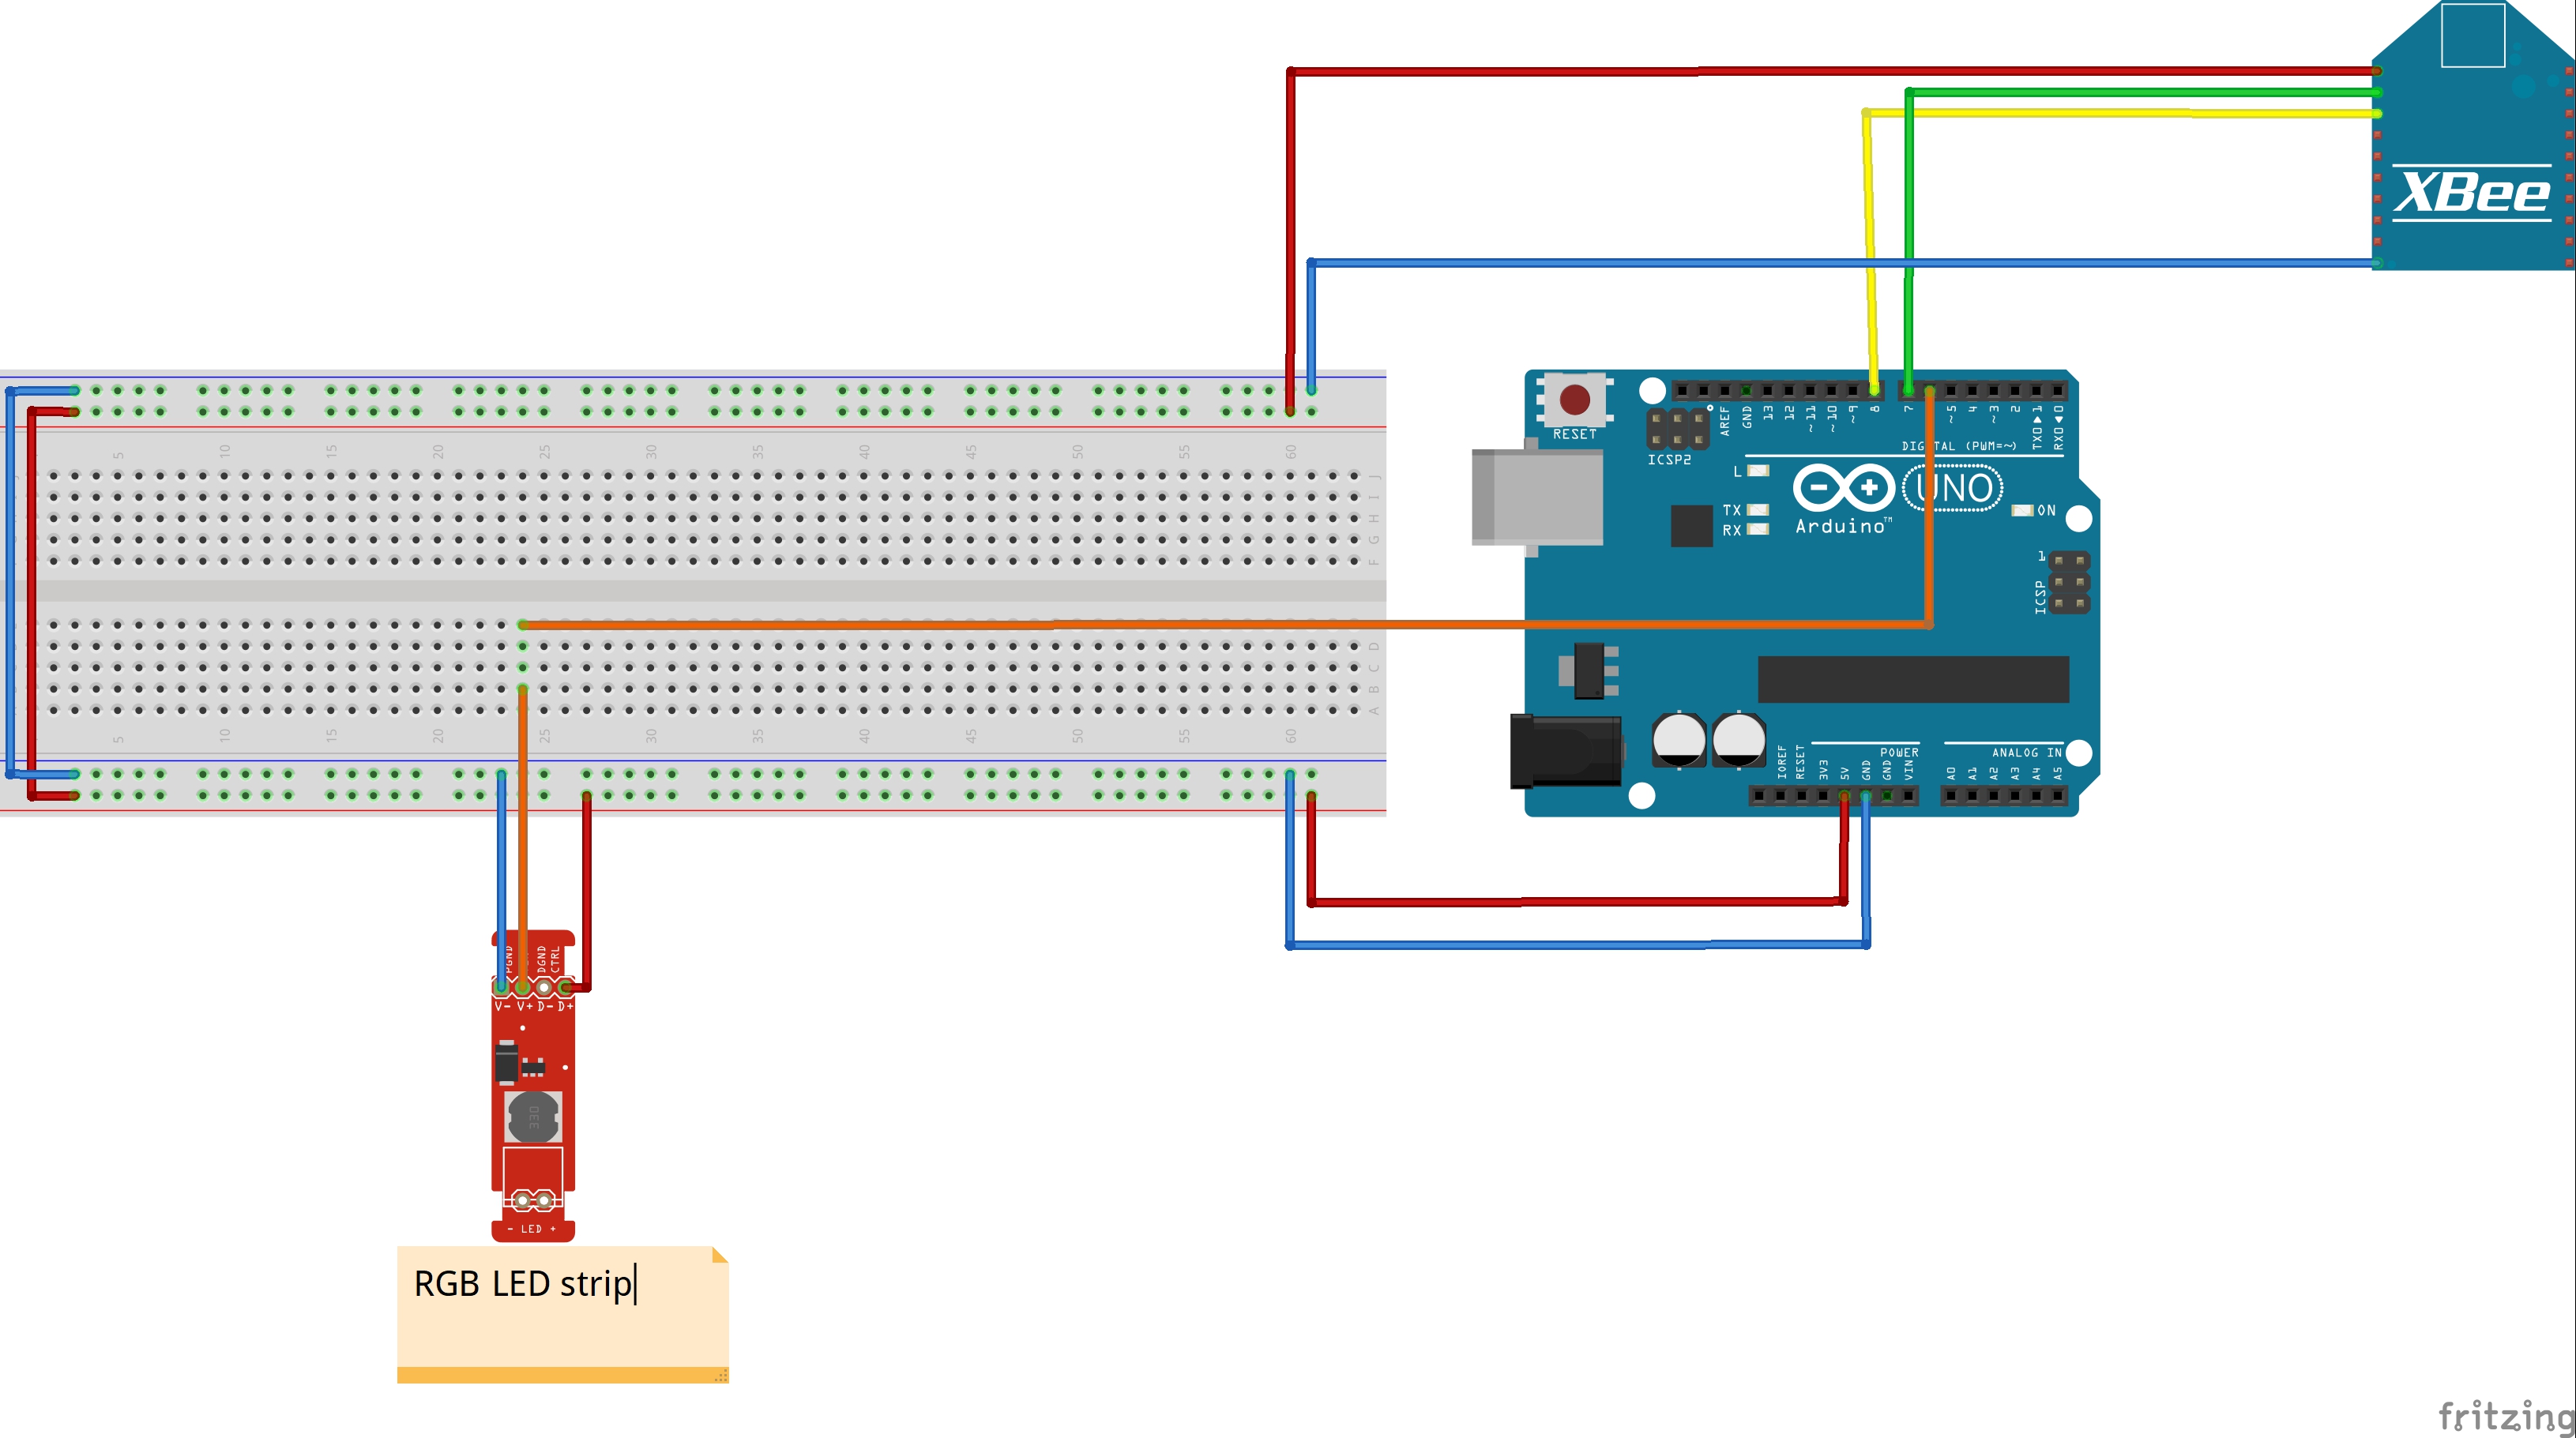 XBee
5 10 15 20 25 30 35 40 45 50 55 60
J
I
H
G
F
D
C
B
A
5 10 15 20 25 30 35 40 45 50 55 60
RESET
ICSP2
AREF
GND
13
12
~11
~10
~9
8
7
~5
4
~3
2
TX0▶1
RX0◀0
DIGITAL (PWM=~)
L
TX
RX
UNO
Arduino™
ON
1
ICSP
POWER
ANALOG IN
IOREF
RESET
3V3
5V
GND
GND
VIN
A0
A1
A2
A3
A4
A5
PGND
DGND
CTRL
V- V+ D- D+
330
- LED +
RGB LED strip
fritzing